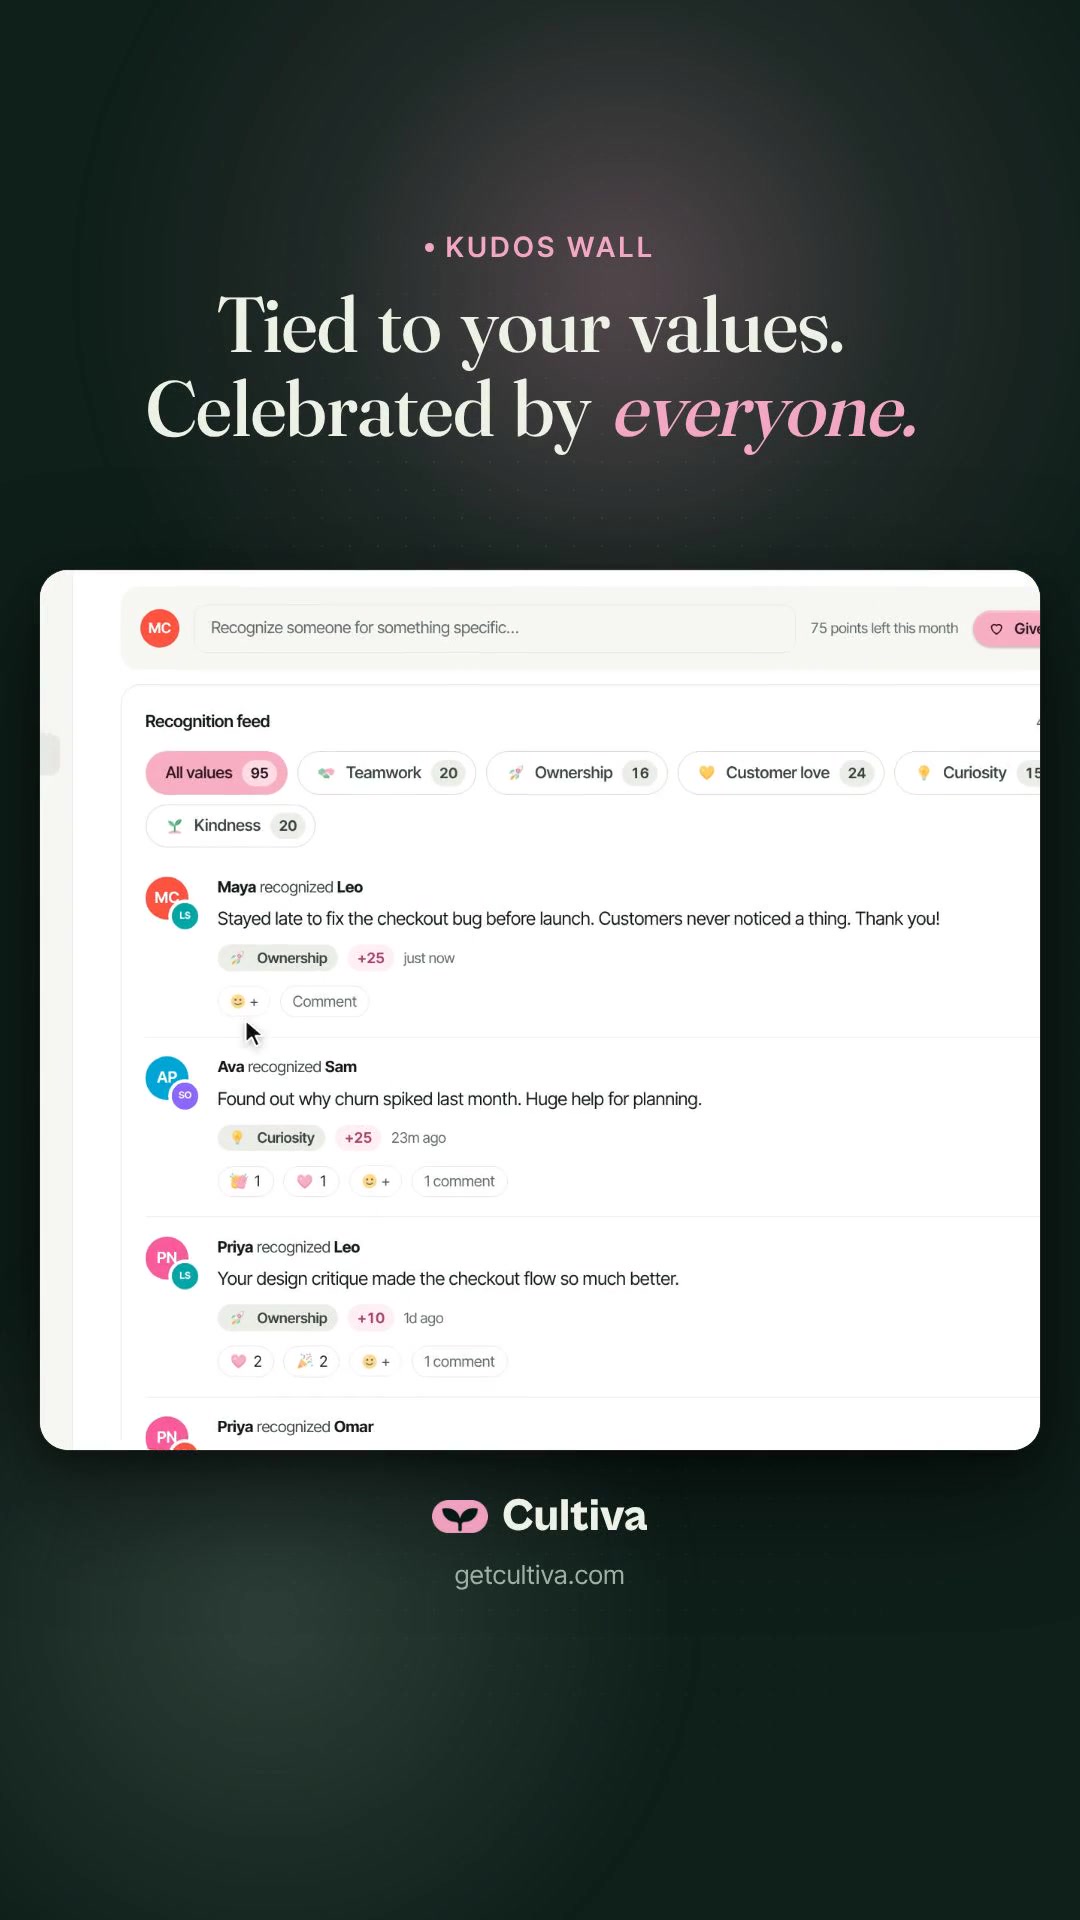 • KUDOS WALL
Tied to your values.
Celebrated by everyone.
MC
Recognize someone for something specific...
75 points left this month
Give
Recognition feed
All values 95
Teamwork 20
Ownership 16
Customer love 24
Curiosity 15
Kindness 20
MC
LS
Maya recognized Leo
Stayed late to fix the checkout bug before launch. Customers never noticed a thing. Thank you!
Ownership +25 just now
+ Comment
AP
SO
Ava recognized Sam
Found out why churn spiked last month. Huge help for planning.
Curiosity +25 23m ago
1 1 + 1 comment
PN
LS
Priya recognized Leo
Your design critique made the checkout flow so much better.
Ownership +10 1d ago
2 2 + 1 comment
PN
Priya recognized Omar
Cultiva
getcultiva.com